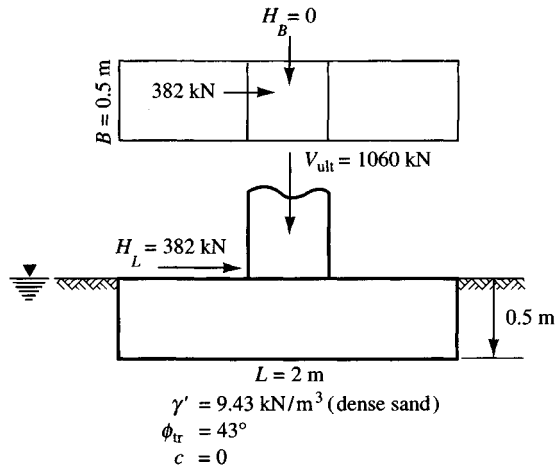 H_B = 0
B = 0.5 m
382 kN
V_ult = 1060 kN
H_L = 382 kN
0.5 m
L = 2 m
γ′ = 9.43 kN/m³ (dense sand)
ϕ_tr = 43°
c = 0